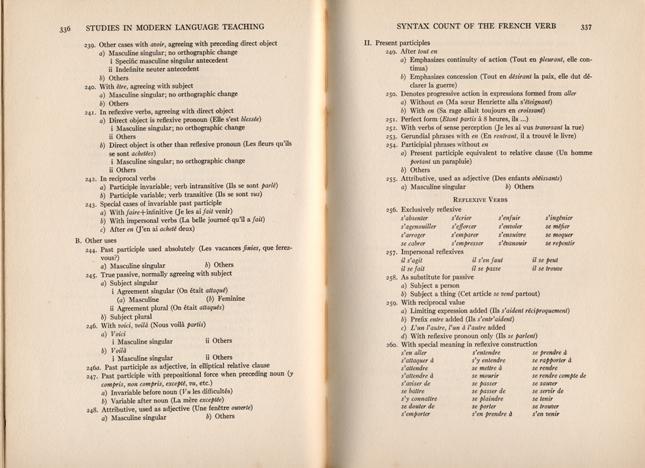 336 STUDIES IN MODERN LANGUAGE TEACHING
239. Other cases with avoir, agreeing with preceding direct object
a) Masculine singular; no orthographic change
i Specific masculine singular antecedent
ii Indefinite neuter antecedent
b) Others
240. With être, agreeing with subject
a) Masculine singular; no orthographic change
b) Others
241. In reflexive verbs, agreeing with direct object
a) Direct object is reflexive pronoun (Elle s'est blessée)
i Masculine singular; no orthographic change
ii Others
b) Direct object is other than reflexive pronoun (Les fleurs qu'ils
se sont achetées)
i Masculine singular; no orthographic change
ii Others
242. In reciprocal verbs
a) Participle invariable; verb intransitive (Ils se sont parlé)
b) Participle variable; verb transitive (Ils se sont vus)
243. Special cases of invariable past participle
a) With faire+infinitive (Je les ai fait venir)
b) With impersonal verbs (La belle journée qu'il a fait)
c) After en (J'en ai acheté deux)
B. Other uses
244. Past participle used absolutely (Les vacances finies, que ferez-
vous?)
a) Masculine singular b) Others
245. True passive, normally agreeing with subject
a) Subject singular
i Agreement singular (On était attaqué)
(a) Masculine (b) Feminine
ii Agreement plural (On était attaqués)
b) Subject plural
246. With voici, voilà (Nous voilà partis)
a) Voici
i Masculine singular ii Others
b) Voilà
i Masculine singular ii Others
246a. Past participle as adjective, in elliptical relative clause
247. Past participle with prepositional force when preceding noun (y
compris, non compris, excepté, vu, etc.)
a) Invariable before noun (Vu les difficultés)
b) Variable after noun (La mère exceptée)
248. Attributive, used as adjective (Une fenêtre ouverte)
a) Masculine singular b) Others
SYNTAX COUNT OF THE FRENCH VERB 337
II. Present participles
249. After tout en
a) Emphasizes continuity of action (Tout en pleurant, elle con-
tinua)
b) Emphasizes concession (Tout en désirant la paix, elle dut dé-
clarer la guerre)
250. Denotes progressive action in expressions formed from aller
a) Without en (Ma sœur Henriette alla s'éteignant)
b) With en (Sa rage allait toujours en croissant)
251. Perfect form (Étant partis à 8 heures, ils ...)
252. With verbs of sense perception (Je les ai vus traversant la rue)
253. Gerundial phrases with en (En rentrant, il a trouvé le livre)
254. Participial phrases without en
a) Present participle equivalent to relative clause (Un homme
portant un parapluie)
b) Others
255. Attributive, used as adjective (Des enfants obéissants)
a) Masculine singular b) Others
REFLEXIVE VERBS
256. Exclusively reflexive
s'absenter s'écrier s'enfuir s'ingénier
s'agenouiller s'efforcer s'envoler se méfier
s'arroger s'emparer s'ensuivre se moquer
se cabrer s'empresser s'évanouir se repentir
257. Impersonal reflexives
il s'agit il s'en faut il se peut
il se fait il se passe il se trouve
258. As substitute for passive
a) Subject a person
b) Subject a thing (Cet article se vend partout)
259. With reciprocal value
a) Limiting expression added (Ils s'aident réciproquement)
b) Prefix entre added (Ils s'entr'aident)
c) L'un l'autre, l'un à l'autre added
d) With reflexive pronoun only (Ils se parlent)
260. With special meaning in reflexive construction
s'en aller s'entendre se prendre à
s'attaquer à s'y entendre se rapporter à
s'attendre se mettre à se rendre
s'attendre à se mourir se rendre compte de
s'aviser de se passer se sauver
se battre se passer de se servir de
s'y connaître se plaindre se tenir
se douter de se porter se trouver
s'emporter s'en prendre à s'en venir